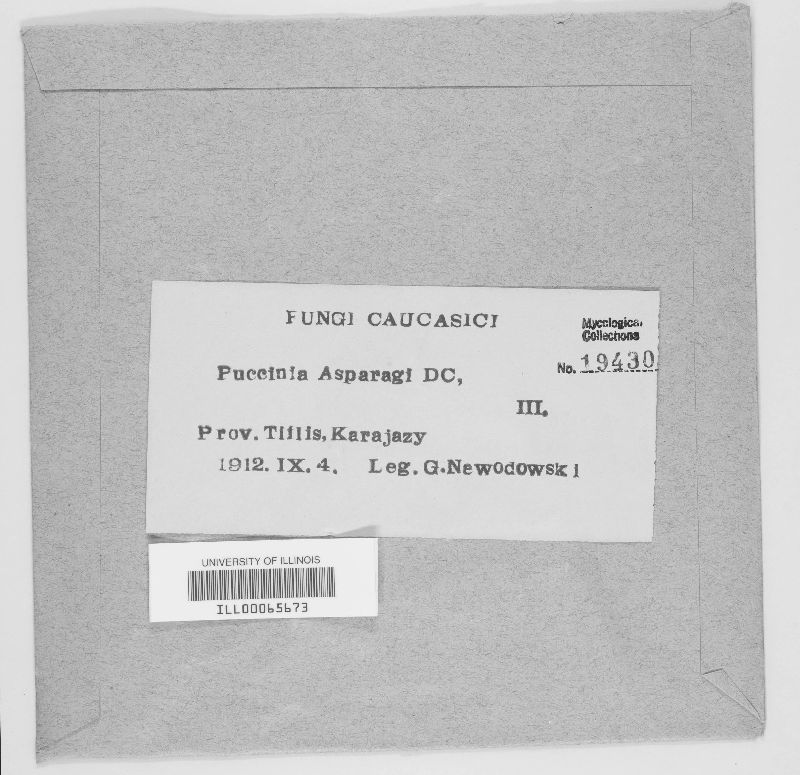 FUNGI CAUCASICI
Mycological
Collections
No. 19430
Puccinia Asparagi DC,
III.
Prov. Tiflis, Karajazy
1912. IX. 4. Leg. G. Newodowski
UNIVERSITY OF ILLINOIS
ILL00065673